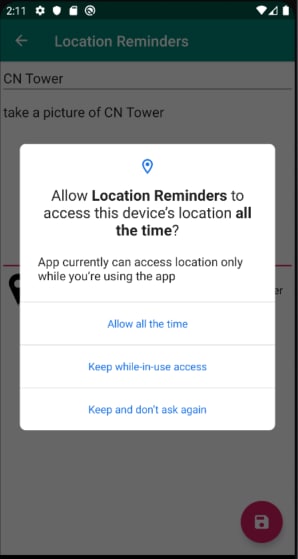 2:11
Location Reminders
CN Tower
take a picture of CN Tower
Allow Location Reminders to
access this device's location all
the time?
App currently can access location only
while you're using the app
er
Allow all the time
Keep while-in-use access
Keep and don't ask again